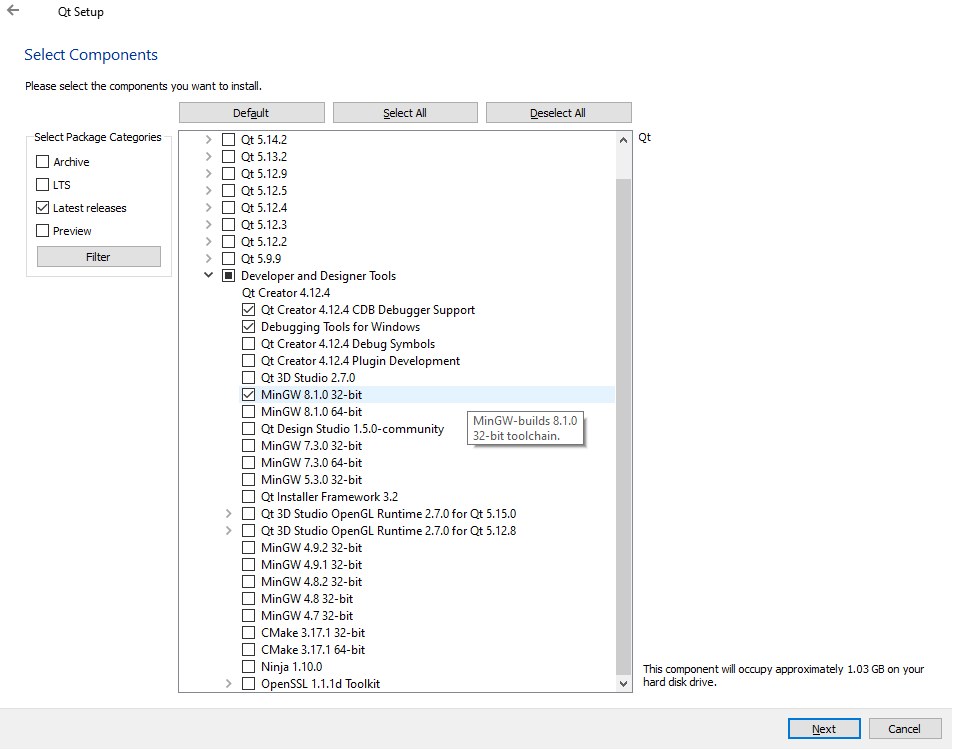 Qt Setup
Select Components
Please select the components you want to install.
Default
Select All
Deselect All
Select Package Categories
Archive
LTS
Latest releases
Preview
Filter
Qt 5.14.2
Qt 5.13.2
Qt 5.12.9
Qt 5.12.5
Qt 5.12.4
Qt 5.12.3
Qt 5.12.2
Qt 5.9.9
Developer and Designer Tools
Qt Creator 4.12.4
Qt Creator 4.12.4 CDB Debugger Support
Debugging Tools for Windows
Qt Creator 4.12.4 Debug Symbols
Qt Creator 4.12.4 Plugin Development
Qt 3D Studio 2.7.0
MinGW 8.1.0 32-bit
MinGW 8.1.0 64-bit
Qt Design Studio 1.5.0-community
MinGW 7.3.0 32-bit
MinGW 7.3.0 64-bit
MinGW 5.3.0 32-bit
Qt Installer Framework 3.2
Qt 3D Studio OpenGL Runtime 2.7.0 for Qt 5.15.0
Qt 3D Studio OpenGL Runtime 2.7.0 for Qt 5.12.8
MinGW 4.9.2 32-bit
MinGW 4.9.1 32-bit
MinGW 4.8.2 32-bit
MinGW 4.8 32-bit
MinGW 4.7 32-bit
CMake 3.17.1 32-bit
CMake 3.17.1 64-bit
Ninja 1.10.0
OpenSSL 1.1.1d Toolkit
MinGW-builds 8.1.0
32-bit toolchain.
Qt
This component will occupy approximately 1.03 GB on your
hard disk drive.
Next
Cancel